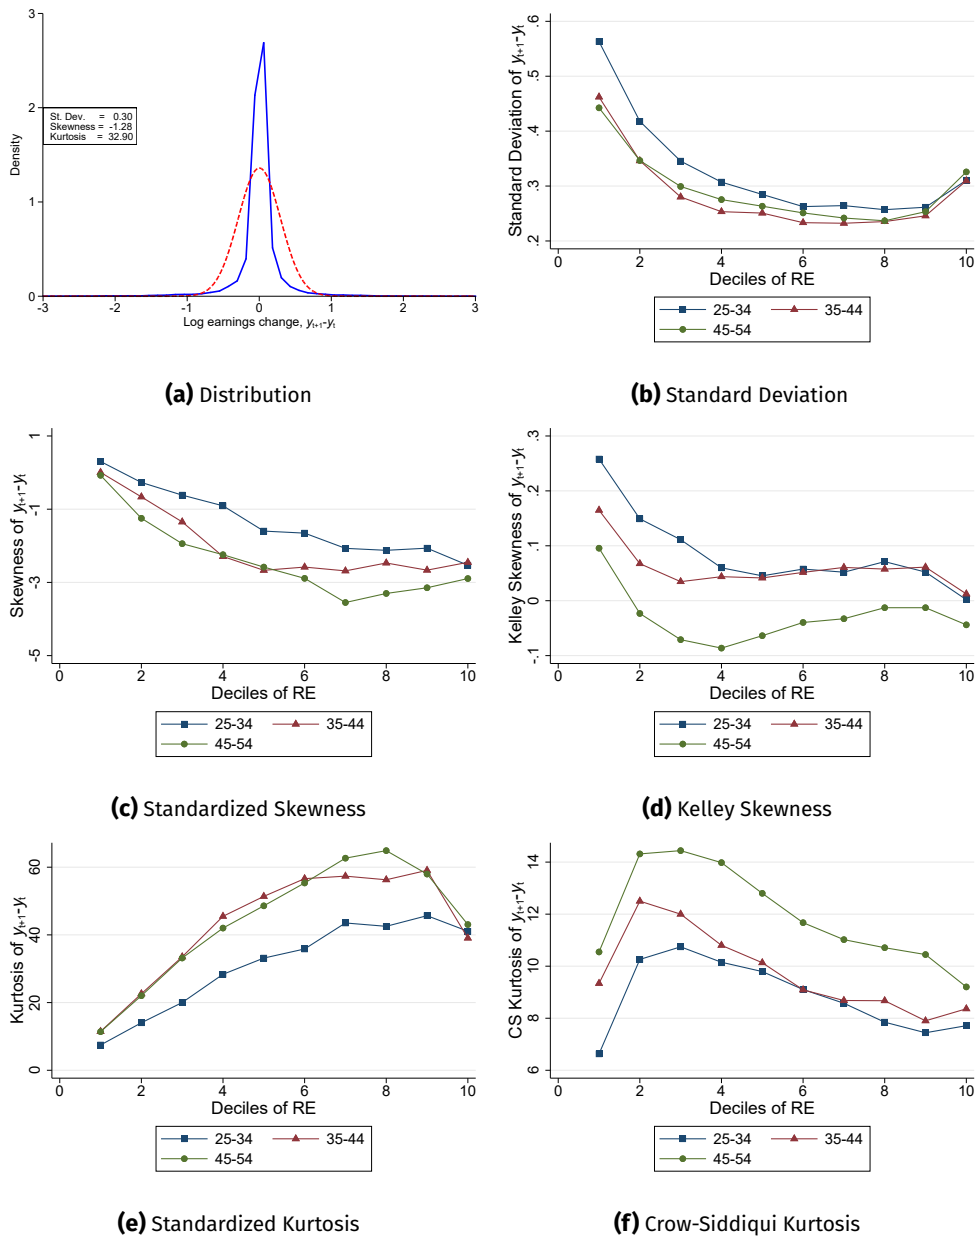 3
2
1
0
Density
St. Dev. = 0.30
Skewness = -1.28
Kurtosis = 32.90
-3 -2 -1 0 1 2 3
Log earnings change, yt+1-yt
(a) Distribution
.6
.5
.4
.3
.2
Standard Deviation of yt+1-yt
0 2 4 6 8 10
Deciles of RE
25-34 35-44
45-54
(b) Standard Deviation
1
-1
-3
-5
Skewness of yt+1-yt
0 2 4 6 8 10
Deciles of RE
25-34 35-44
45-54
(c) Standardized Skewness
.3
.2
.1
0
-.1
Kelley Skewness of yt+1-yt
0 2 4 6 8 10
Deciles of RE
25-34 35-44
45-54
(d) Kelley Skewness
60
40
20
0
Kurtosis of yt+1-yt
0 2 4 6 8 10
Deciles of RE
25-34 35-44
45-54
(e) Standardized Kurtosis
14
12
10
8
6
CS Kurtosis of yt+1-yt
0 2 4 6 8 10
Deciles of RE
25-34 35-44
45-54
(f) Crow-Siddiqui Kurtosis